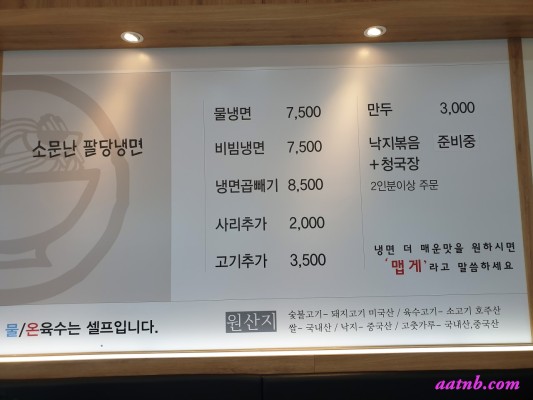 소문난 팔당냉면
물냉면 7,500
비빔냉면 7,500
냉면곱빼기 8,500
사리추가 2,000
고기추가 3,500
만두 3,000
낙지볶음 준비중
+청국장
2인분이상 주문
냉면 더 매운맛을 원하시면
'맵게'라고 말씀하세요
물/온육수는 셀프입니다.
원산지
숯불고기- 돼지고기 미국산 / 육수고기- 소고기 호주산
쌀- 국내산 / 낙지- 중국산 / 고춧가루- 국내산,중국산
aatnb.com